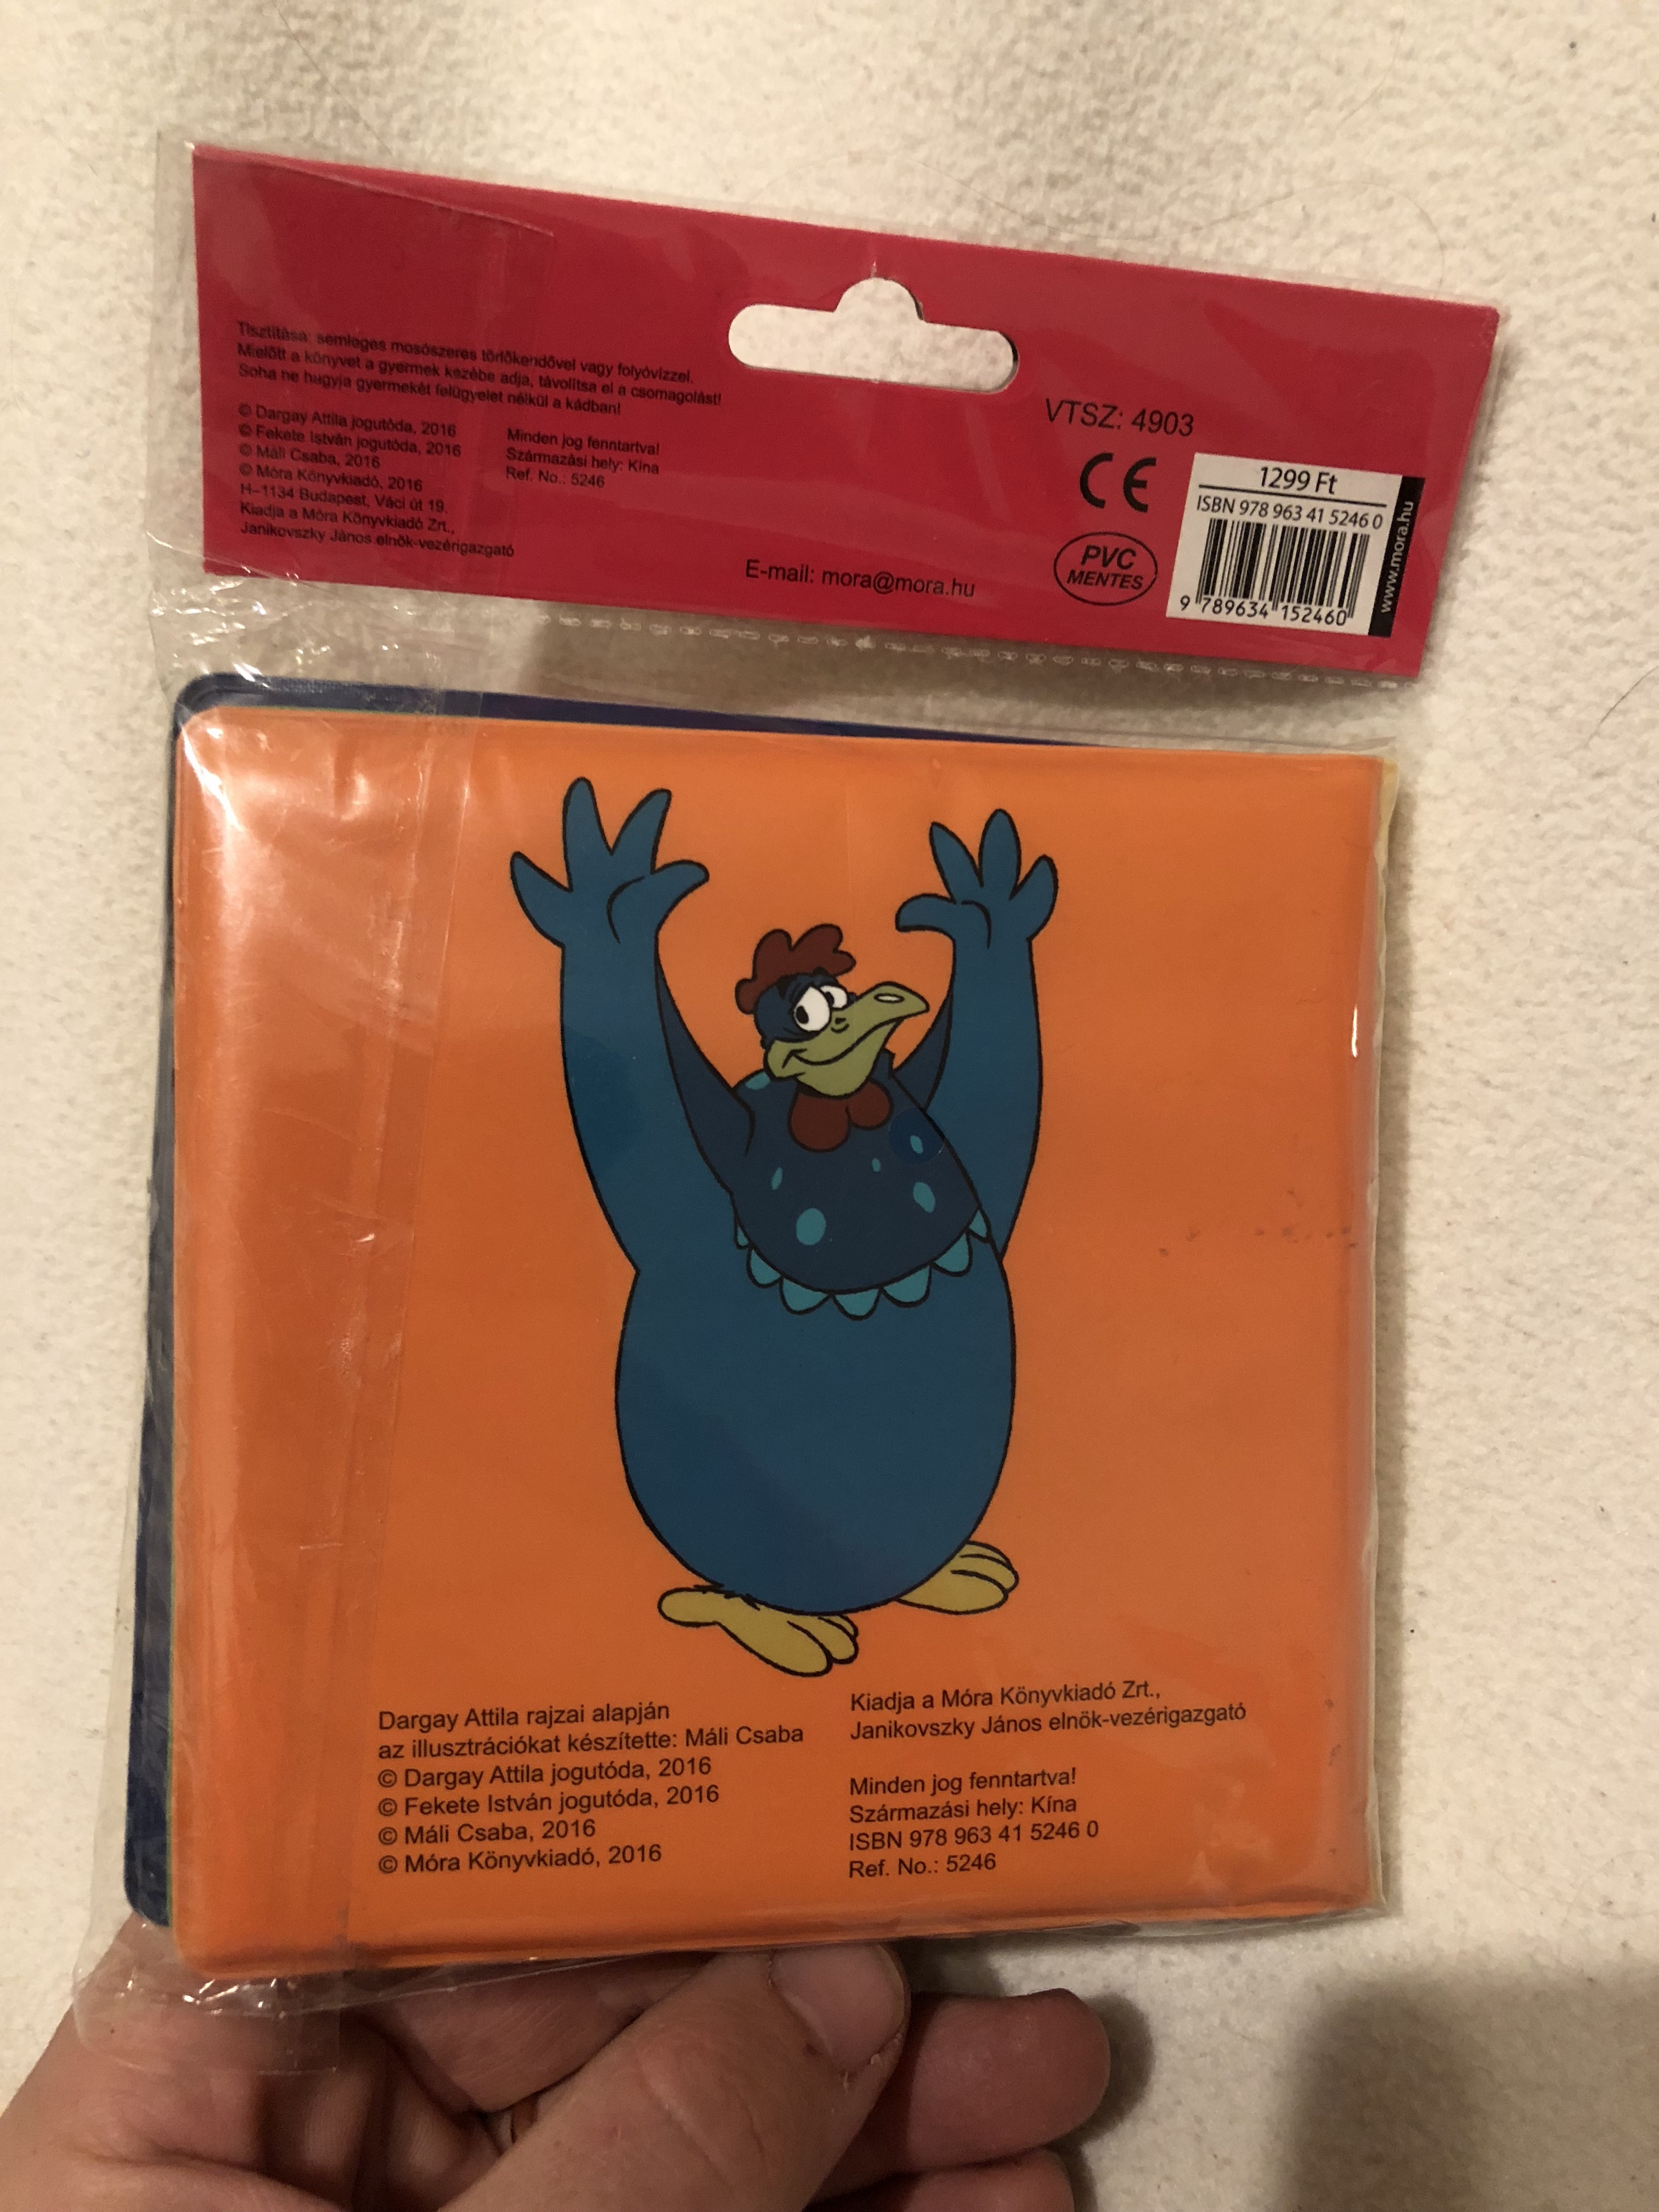 Tisztítása: semleges mosószeres törlőkendővel vagy folyóvízzel.
Mielőtt a könyvet a gyermek kezébe adja, távolítsa el a csomagolást!
Soha ne hagyja gyermekét felügyelet nélkül a kádban!
© Dargay Attila jogutóda, 2016
© Fekete István jogutóda, 2016
© Máli Csaba, 2016
© Móra Könyvkiadó, 2016
H–1134 Budapest, Váci út 19.
Kiadja a Móra Könyvkiadó Zrt.,
Janikovszky János elnök-vezérigazgató
Minden jog fenntartva!
Származási hely: Kína
Ref. No.: 5246
E-mail: mora@mora.hu
VTSZ: 4903
CE
PVC
MENTES
1299 Ft
ISBN 978 963 41 5246 0
9 789634 152460
www.mora.hu
Dargay Attila rajzai alapján
az illusztrációkat készítette: Máli Csaba
© Dargay Attila jogutóda, 2016
© Fekete István jogutóda, 2016
© Máli Csaba, 2016
© Móra Könyvkiadó, 2016
Kiadja a Móra Könyvkiadó Zrt.,
Janikovszky János elnök-vezérigazgató
Minden jog fenntartva!
Származási hely: Kína
ISBN 978 963 41 5246 0
Ref. No.: 5246